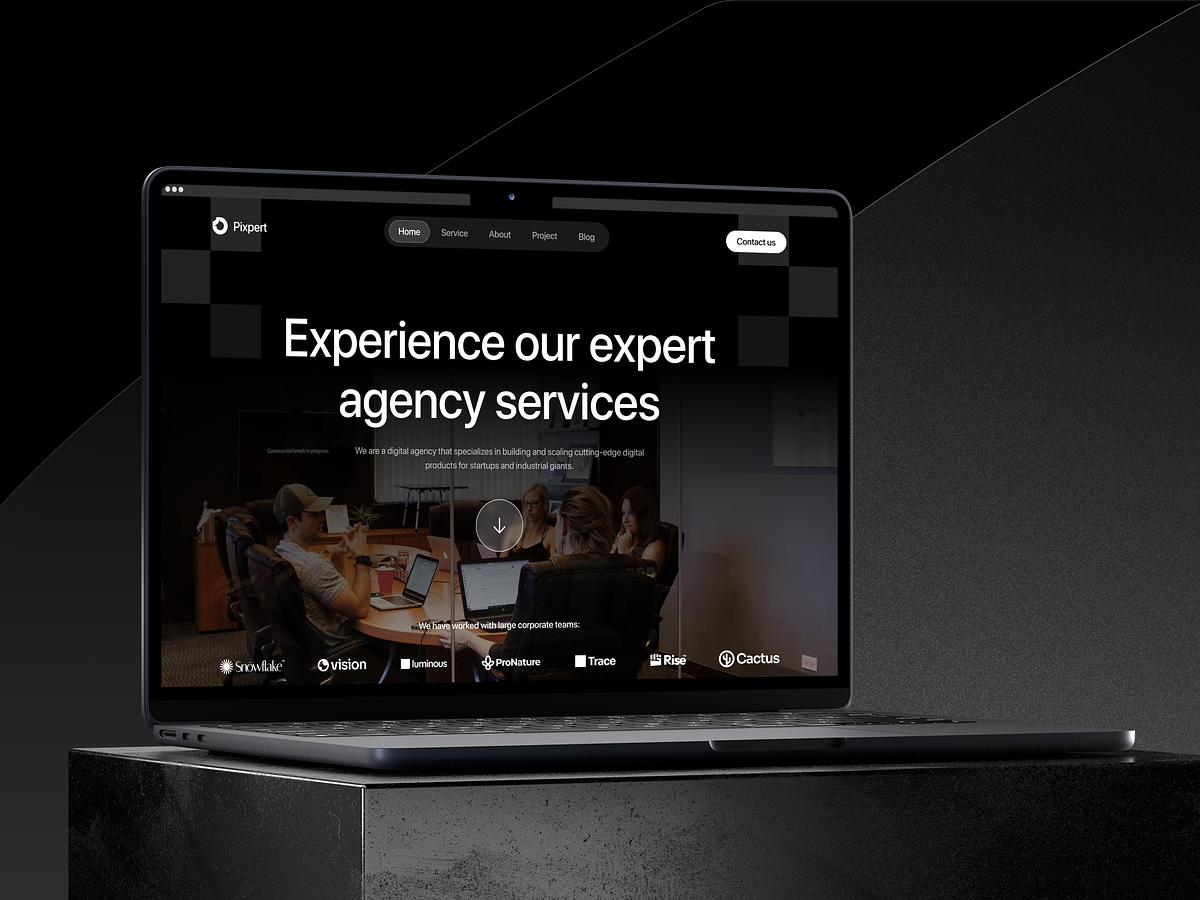 Pixpert
Home
Service
About
Project
Blog
Contact us
Experience our expert
agency services
We are a digital agency that specializes in building and scaling cutting-edge digital
products for startups and industrial giants.
We have worked with large corporate teams:
Snowflake
vision
luminous
ProNature
Trace
Rise
Cactus